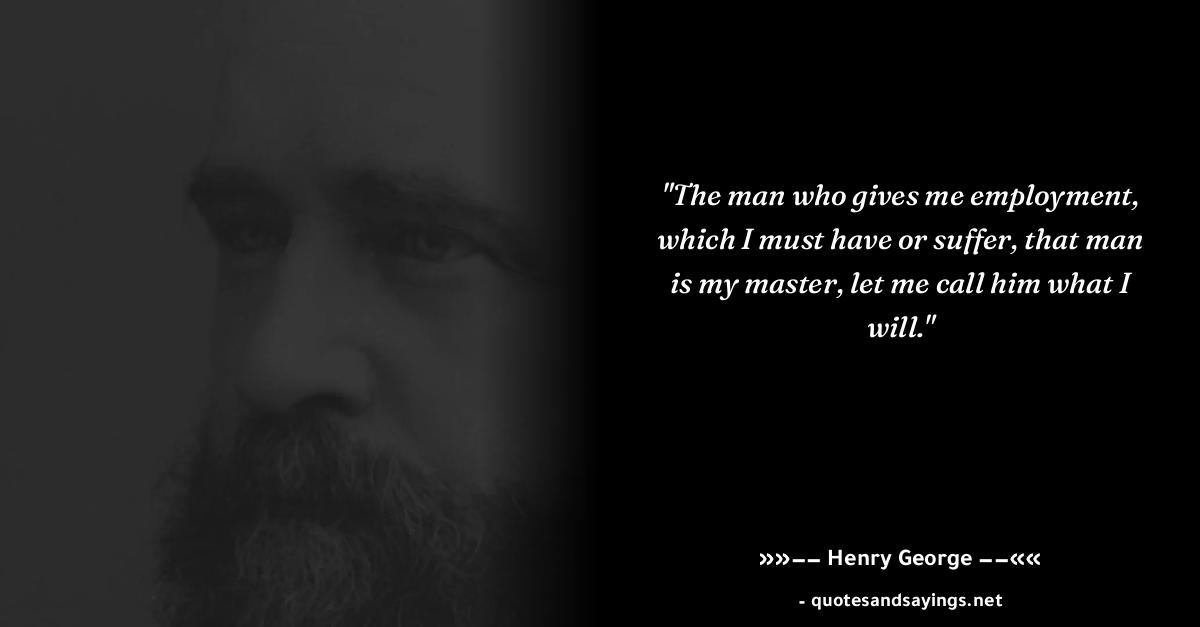 "The man who gives me employment,
which I must have or suffer, that man
is my master, let me call him what I
will."
»»–– Henry George ––««
- quotesandsayings.net